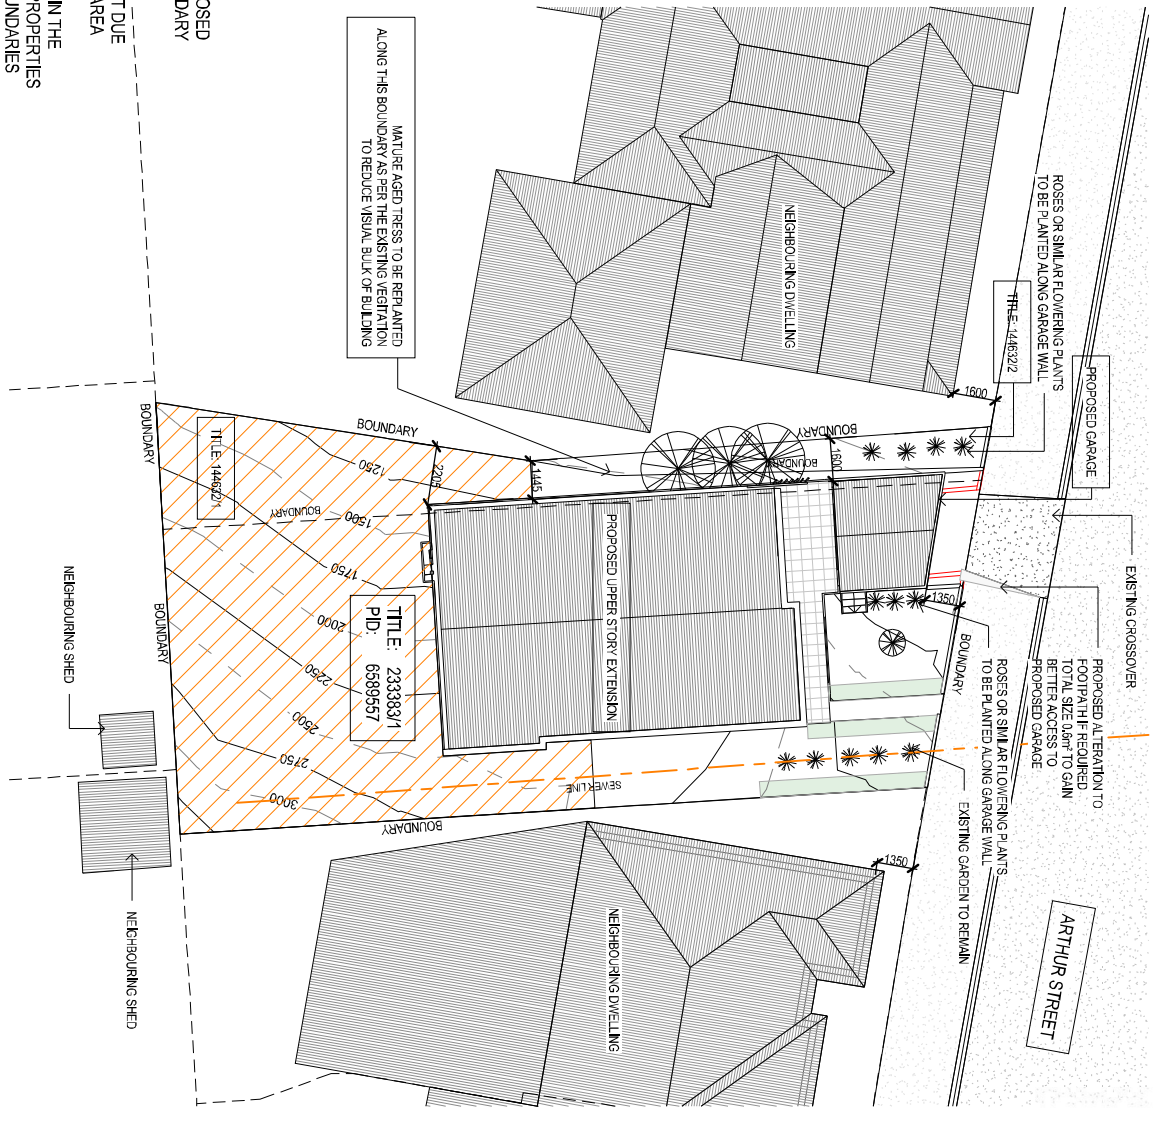 OSED
DARY
T DUE
AREA
IN THE
PROPERTIES
UNDARIES
MATURE AGED TRESS TO BE REPLANTED
ALONG THIS BOUNDARY AS PER THE EXISTING VEGITATION
TO REDUCE VISUAL BULK OF BUILDING
NEIGHBOURING DWELLING
ROSES OR SIMILAR FLOWERING PLANTS
TO BE PLANTED ALONG GARAGE WALL
TITLE: 144632/2
PROPOSED GARAGE
1600
BOUNDARY
BOUNDARY
1600
BOUNDARY
2205
1445
BOUNDARY
TITLE: 144632/1
BOUNDARY
1250
1500
1750
2000
2250
2500
2750
3000
TITLE: 233383/1
PID: 6589557
PROPOSED UPPER STORY EXTENSION
1350
BOUNDARY
EXISTING CROSSOVER
PROPOSED ALTERATION TO
FOOTPATH IF REQUIRED
TOTAL SIZE 0.6m² TO GAIN
BETTER ACCESS TO
PROPOSED GARAGE
ROSES OR SIMILAR FLOWERING PLANTS
TO BE PLANTED ALONG GARAGE WALL
EXISTING GARDEN TO REMAIN
BOUNDARY
NEIGHBOURING SHED
SEWER LINE
BOUNDARY
1350
NEIGHBOURING SHED
NEIGHBOURING DWELLING
ARTHUR STREET